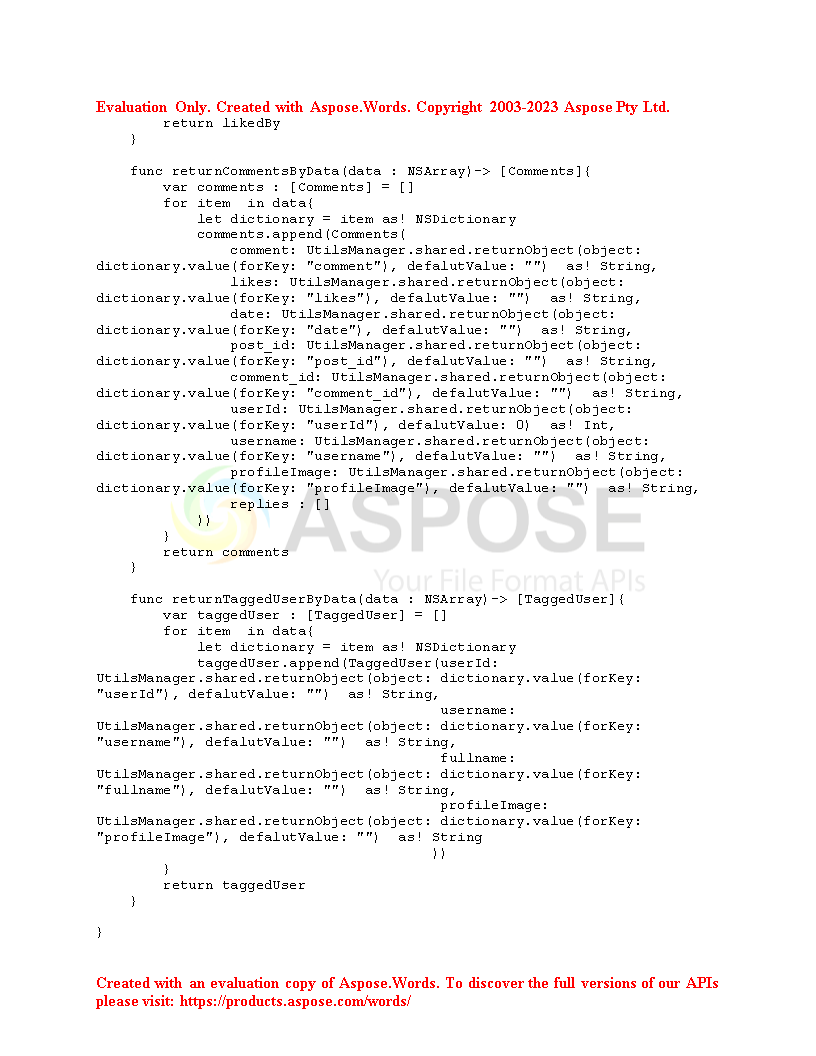 Evaluation Only. Created with Aspose.Words. Copyright 2003-2023 Aspose Pty Ltd.
        return likedBy
    }

    func returnCommentsByData(data : NSArray)-> [Comments]{
        var comments : [Comments] = []
        for item  in data{
            let dictionary = item as! NSDictionary
            comments.append(Comments(
                comment: UtilsManager.shared.returnObject(object:
dictionary.value(forKey: "comment"), defalutValue: "")  as! String,
                likes: UtilsManager.shared.returnObject(object:
dictionary.value(forKey: "likes"), defalutValue: "")  as! String,
                date: UtilsManager.shared.returnObject(object:
dictionary.value(forKey: "date"), defalutValue: "")  as! String,
                post_id: UtilsManager.shared.returnObject(object:
dictionary.value(forKey: "post_id"), defalutValue: "")  as! String,
                comment_id: UtilsManager.shared.returnObject(object:
dictionary.value(forKey: "comment_id"), defalutValue: "")  as! String,
                userId: UtilsManager.shared.returnObject(object:
dictionary.value(forKey: "userId"), defalutValue: 0)  as! Int,
                username: UtilsManager.shared.returnObject(object:
dictionary.value(forKey: "username"), defalutValue: "")  as! String,
                profileImage: UtilsManager.shared.returnObject(object:
dictionary.value(forKey: "profileImage"), defalutValue: "")  as! String,
                replies : []
            ))
        }
        return comments
    }
ASPOSE
Your File Format APIs

    func returnTaggedUserByData(data : NSArray)-> [TaggedUser]{
        var taggedUser : [TaggedUser] = []
        for item  in data{
            let dictionary = item as! NSDictionary
            taggedUser.append(TaggedUser(userId:
UtilsManager.shared.returnObject(object: dictionary.value(forKey:
"userId"), defalutValue: "")  as! String,
                                         username:
UtilsManager.shared.returnObject(object: dictionary.value(forKey:
"username"), defalutValue: "")  as! String,
                                         fullname:
UtilsManager.shared.returnObject(object: dictionary.value(forKey:
"fullname"), defalutValue: "")  as! String,
                                         profileImage:
UtilsManager.shared.returnObject(object: dictionary.value(forKey:
"profileImage"), defalutValue: "")  as! String
                                        ))
        }
        return taggedUser
    }

}

Created with an evaluation copy of Aspose.Words. To discover the full versions of our APIs
please visit: https://products.aspose.com/words/